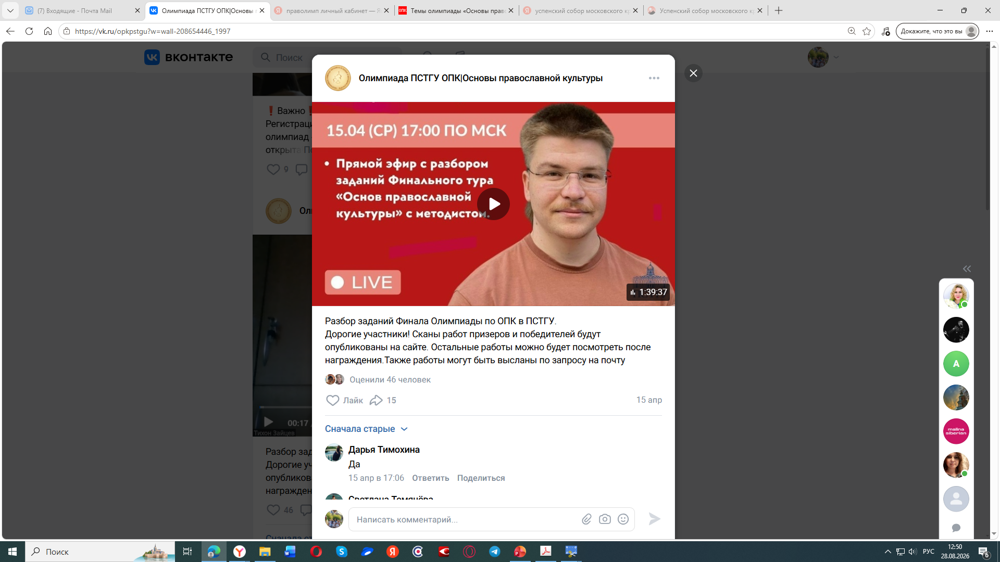 (7) Входящие - Почта Mail
Олимпиада ПСТГУ ОПК|Основы
праволимп личный кабинет — Я
Темы олимпиады «Основы прав
успенский собор московского к
Успенский собор московского к
https://vk.ru/opkpstgu?w=wall-208654446_1997
Докажите, что это вы
вконтакте
Поиск
Олимпиада ПСТГУ ОПК|Основы православной культуры
❗Важно❗
Регистраци
олимпиад
открыта П
9
15.04 (СР) 17:00 ПО МСК
• Прямой эфир с разбором
заданий Финального тура
«Основ православной
культуры» с методистом.
LIVE
1:39:37
00:17
Тихон Зайцев
Разбор заданий Финала Олимпиады по ОПК в ПСТГУ.
Дорогие участники! Сканы работ призеров и победителей будут
опубликованы на сайте. Остальные работы можно будет посмотреть после
награждения.Также работы могут быть высланы по запросу на почту
Оценили 46 человек
Лайк
15
15 апр
Сначала старые
Дарья Тимохина
Да
15 апр в 17:06 Ответить Поделиться
Разбор зад
Дорогие уч
опубликов
награжден
46
Написать комментарий...
A
malina
siberian
Поиск
РУС
12:50
28.08.2026
6